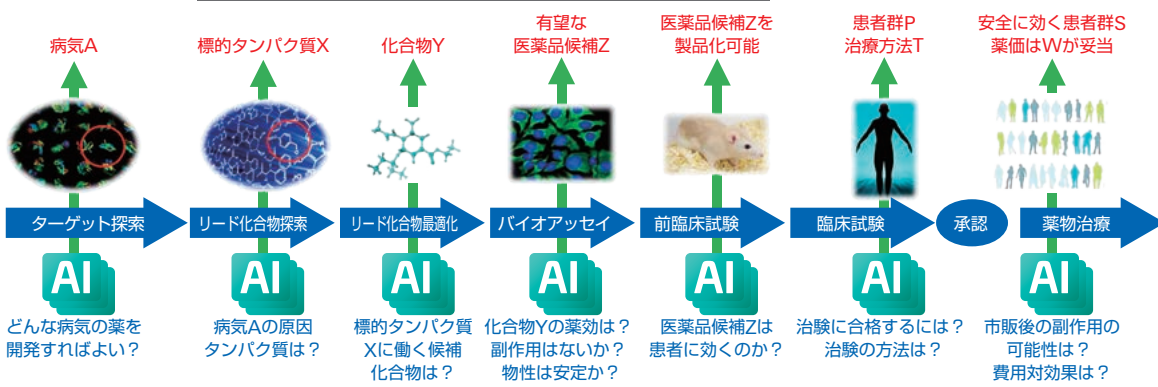 病気A
標的タンパク質X
化合物Y
有望な
医薬品候補Z
医薬品候補Zを
製品化可能
患者群P
治療方法T
安全に効く患者群S
薬価はWが妥当
ターゲット探索
リード化合物探索
リード化合物最適化
バイオアッセイ
前臨床試験
臨床試験
承認
薬物治療
AI
AI
AI
AI
AI
AI
AI
どんな病気の薬を
開発すればよい？
病気Aの原因
タンパク質は？
標的タンパク質
Xに働く候補
化合物は？
化合物Yの薬効は？
副作用はないか？
物性は安定か？
医薬品候補Zは
患者に効くのか？
治験に合格するには？
治験の方法は？
市販後の副作用の
可能性は？
費用対効果は？